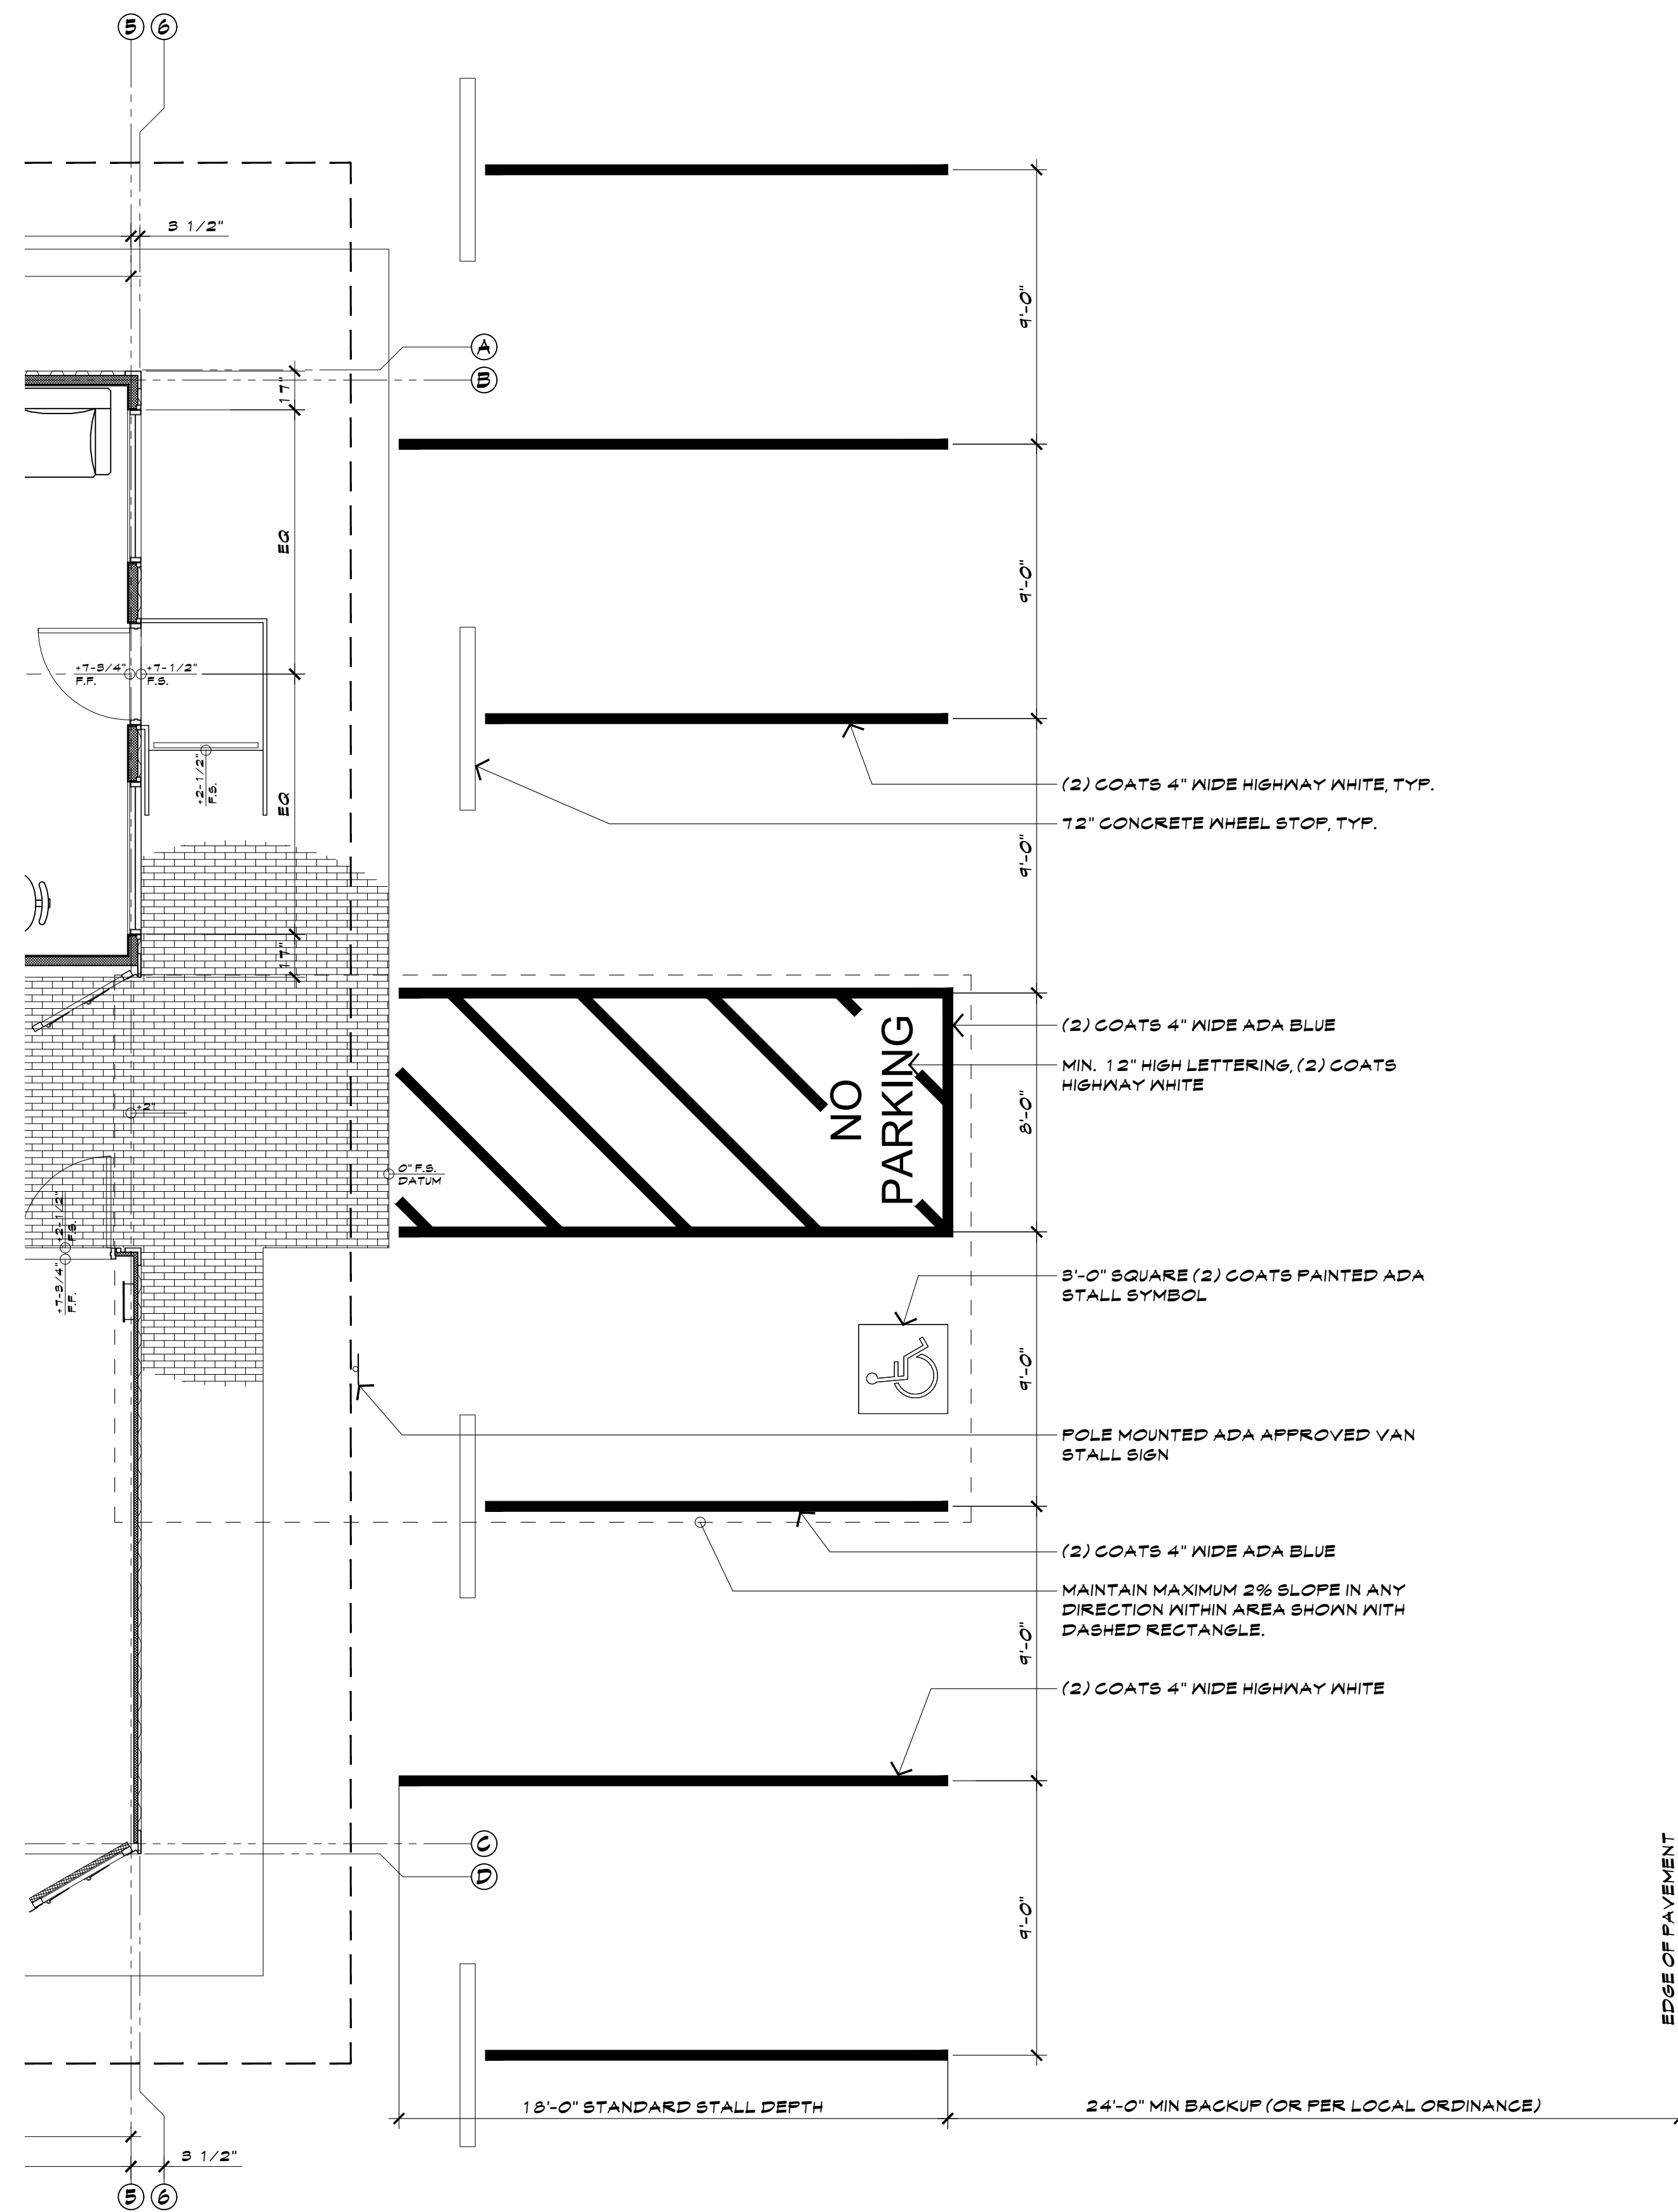 5 6
3 1/2"
9'-0"
A
B
17"
EQ
9'-0"
+7-3/4"
F.F.
+7-1/2"
F.S.
+2-1/2"
F.S.
EQ
(2) COATS 4" WIDE HIGHWAY WHITE, TYP.
72" CONCRETE WHEEL STOP, TYP.
9'-0"
17"
(2) COATS 4" WIDE ADA BLUE
NO
PARKING
MIN. 12" HIGH LETTERING, (2) COATS
HIGHWAY WHITE
8'-0"
+2"
0" F.S.
DATUM
+2-1/2"
F.S.
+7-3/4"
F.F.
3'-0" SQUARE (2) COATS PAINTED ADA
STALL SYMBOL
9'-0"
POLE MOUNTED ADA APPROVED VAN
STALL SIGN
(2) COATS 4" WIDE ADA BLUE
MAINTAIN MAXIMUM 2% SLOPE IN ANY
DIRECTION WITHIN AREA SHOWN WITH
DASHED RECTANGLE.
9'-0"
(2) COATS 4" WIDE HIGHWAY WHITE
C
D
9'-0"
EDGE OF PAVEMENT
18'-0" STANDARD STALL DEPTH
24'-0" MIN BACKUP (OR PER LOCAL ORDINANCE)
3 1/2"
5 6